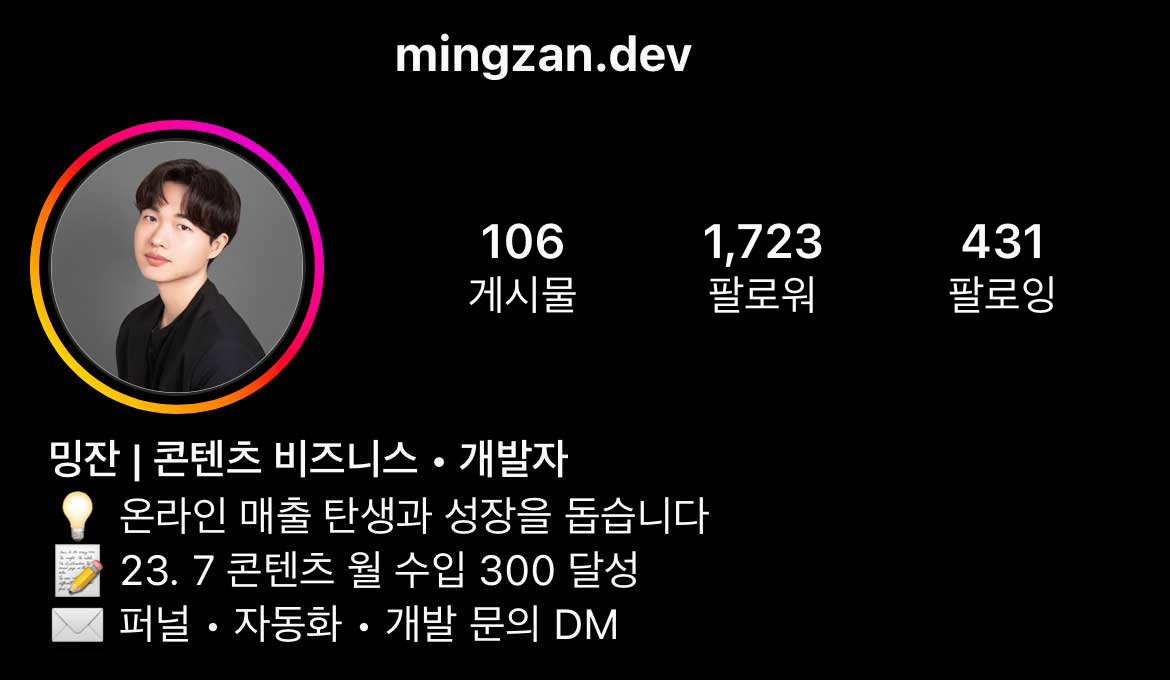 mingzan.dev
106 1,723 431
게시물 팔로워 팔로잉
밍잔 | 콘텐츠 비즈니스 • 개발자
💡 온라인 매출 탄생과 성장을 돕습니다
📝 23. 7 콘텐츠 월 수입 300 달성
✉️ 퍼널 • 자동화 • 개발 문의 DM